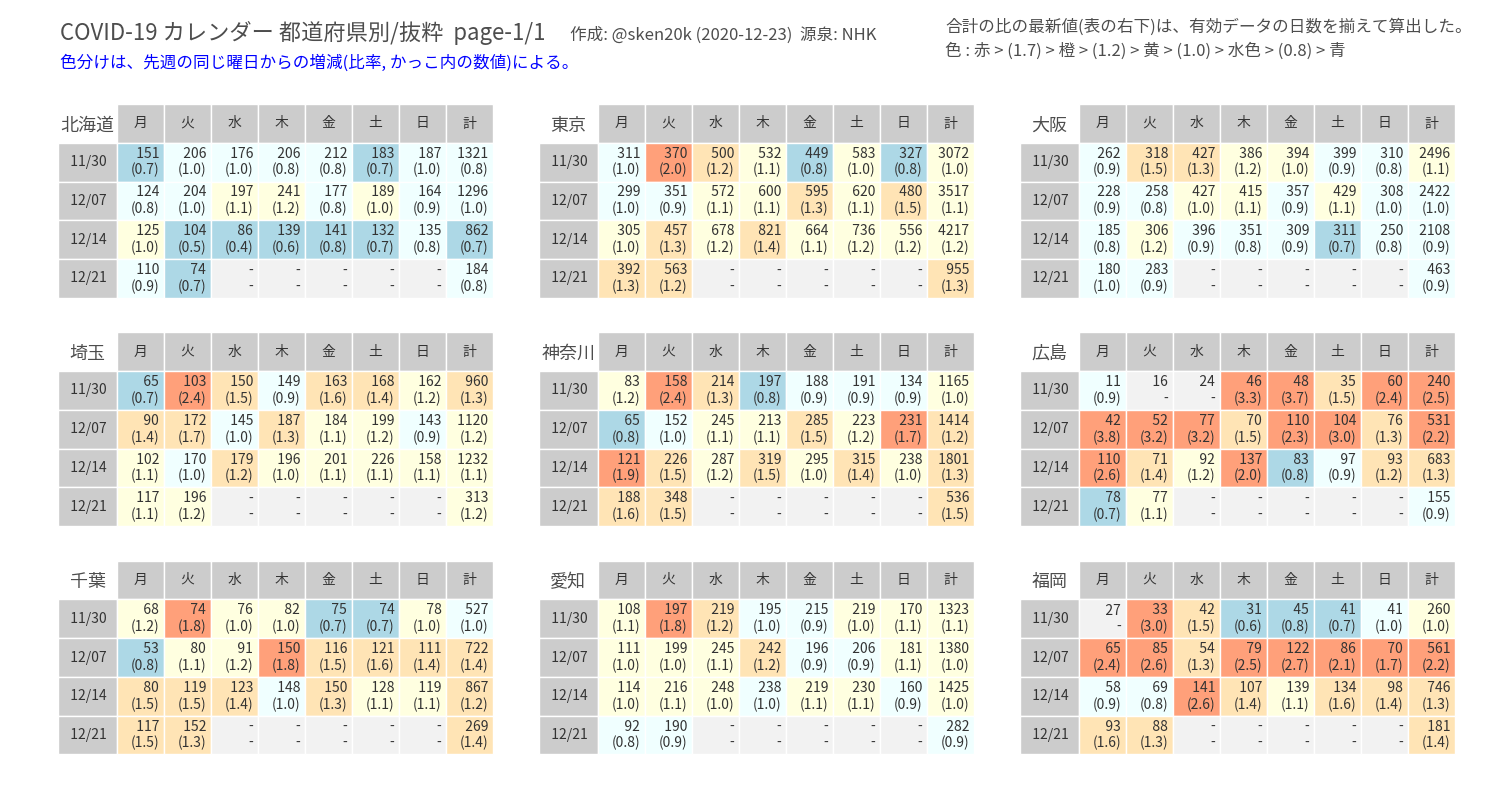 COVID-19 カレンダー 都道府県別/抜粋 page-1/1 作成: @sken20k (2020-12-23) 源泉: NHK
色分けは、先週の同じ曜日からの増減(比率, かっこ内の数値)による。
合計の比の最新値(表の右下)は、有効データの日数を揃えて算出した。
色 : 赤 > (1.7) > 橙 > (1.2) > 黄 > (1.0) > 水色 > (0.8) > 青
北海道 月 火 水 木 金 土 日 計
11/30 151 206 176 206 212 183 187 1321
(0.7) (1.0) (1.0) (0.8) (0.8) (0.7) (1.0) (0.8)
12/07 124 204 197 241 177 189 164 1296
(0.8) (1.0) (1.1) (1.2) (0.8) (1.0) (0.9) (1.0)
12/14 125 104 86 139 141 132 135 862
(1.0) (0.5) (0.4) (0.6) (0.8) (0.7) (0.8) (0.7)
12/21 110 74 - - - - - 184
(0.9) (0.7) - - - - - (0.8)
東京 月 火 水 木 金 土 日 計
11/30 311 370 500 532 449 583 327 3072
(1.0) (2.0) (1.2) (1.1) (0.8) (1.0) (0.8) (1.0)
12/07 299 351 572 600 595 620 480 3517
(1.0) (0.9) (1.1) (1.1) (1.3) (1.1) (1.5) (1.1)
12/14 305 457 678 821 664 736 556 4217
(1.0) (1.3) (1.2) (1.4) (1.1) (1.2) (1.2) (1.2)
12/21 392 563 - - - - - 955
(1.3) (1.2) - - - - - (1.3)
大阪 月 火 水 木 金 土 日 計
11/30 262 318 427 386 394 399 310 2496
(0.9) (1.5) (1.3) (1.2) (1.0) (0.9) (0.8) (1.1)
12/07 228 258 427 415 357 429 308 2422
(0.9) (0.8) (1.0) (1.1) (0.9) (1.1) (1.0) (1.0)
12/14 185 306 396 351 309 311 250 2108
(0.8) (1.2) (0.9) (0.8) (0.9) (0.7) (0.8) (0.9)
12/21 180 283 - - - - - 463
(1.0) (0.9) - - - - - (0.9)
埼玉 月 火 水 木 金 土 日 計
11/30 65 103 150 149 163 168 162 960
(0.7) (2.4) (1.5) (0.9) (1.6) (1.4) (1.2) (1.3)
12/07 90 172 145 187 184 199 143 1120
(1.4) (1.7) (1.0) (1.3) (1.1) (1.2) (0.9) (1.2)
12/14 102 170 179 196 201 226 158 1232
(1.1) (1.0) (1.2) (1.0) (1.1) (1.1) (1.1) (1.1)
12/21 117 196 - - - - - 313
(1.1) (1.2) - - - - - (1.2)
神奈川 月 火 水 木 金 土 日 計
11/30 83 158 214 197 188 191 134 1165
(1.2) (2.4) (1.3) (0.8) (0.9) (0.9) (0.9) (1.0)
12/07 65 152 245 213 285 223 231 1414
(0.8) (1.0) (1.1) (1.1) (1.5) (1.2) (1.7) (1.2)
12/14 121 226 287 319 295 315 238 1801
(1.9) (1.5) (1.2) (1.5) (1.0) (1.4) (1.0) (1.3)
12/21 188 348 - - - - - 536
(1.6) (1.5) - - - - - (1.5)
広島 月 火 水 木 金 土 日 計
11/30 11 16 24 46 48 35 60 240
(0.9) - - (3.3) (3.7) (1.5) (2.4) (2.5)
12/07 42 52 77 70 110 104 76 531
(3.8) (3.2) (3.2) (1.5) (2.3) (3.0) (1.3) (2.2)
12/14 110 71 92 137 83 97 93 683
(2.6) (1.4) (1.2) (2.0) (0.8) (0.9) (1.2) (1.3)
12/21 78 77 - - - - - 155
(0.7) (1.1) - - - - - (0.9)
千葉 月 火 水 木 金 土 日 計
11/30 68 74 76 82 75 74 78 527
(1.2) (1.8) (1.0) (1.0) (0.7) (0.7) (1.0) (1.0)
12/07 53 80 91 150 116 121 111 722
(0.8) (1.1) (1.2) (1.8) (1.5) (1.6) (1.4) (1.4)
12/14 80 119 123 148 150 128 119 867
(1.5) (1.5) (1.4) (1.0) (1.3) (1.1) (1.1) (1.2)
12/21 117 152 - - - - - 269
(1.5) (1.3) - - - - - (1.4)
愛知 月 火 水 木 金 土 日 計
11/30 108 197 219 195 215 219 170 1323
(1.1) (1.8) (1.2) (1.0) (0.9) (1.0) (1.1) (1.1)
12/07 111 199 245 242 196 206 181 1380
(1.0) (1.0) (1.1) (1.2) (0.9) (0.9) (1.1) (1.0)
12/14 114 216 248 238 219 230 160 1425
(1.0) (1.1) (1.0) (1.0) (1.1) (1.1) (0.9) (1.0)
12/21 92 190 - - - - - 282
(0.8) (0.9) - - - - - (0.9)
福岡 月 火 水 木 金 土 日 計
11/30 27 33 42 31 45 41 41 260
- (3.0) (1.5) (0.6) (0.8) (0.7) (1.0) (1.0)
12/07 65 85 54 79 122 86 70 561
(2.4) (2.6) (1.3) (2.5) (2.7) (2.1) (1.7) (2.2)
12/14 58 69 141 107 139 134 98 746
(0.9) (0.8) (2.6) (1.4) (1.1) (1.6) (1.4) (1.3)
12/21 93 88 - - - - - 181
(1.6) (1.3) - - - - - (1.4)